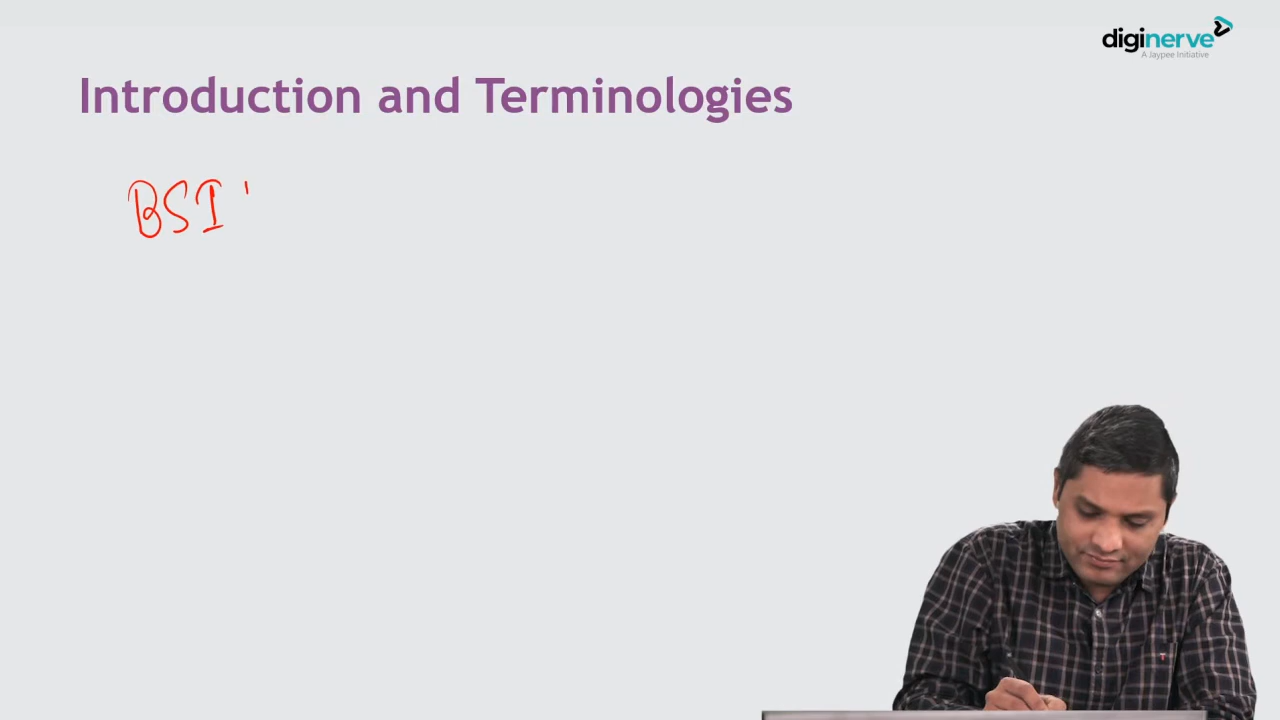 diginerve
A Jaypee Initiative
Introduction and Terminologies
BSI '